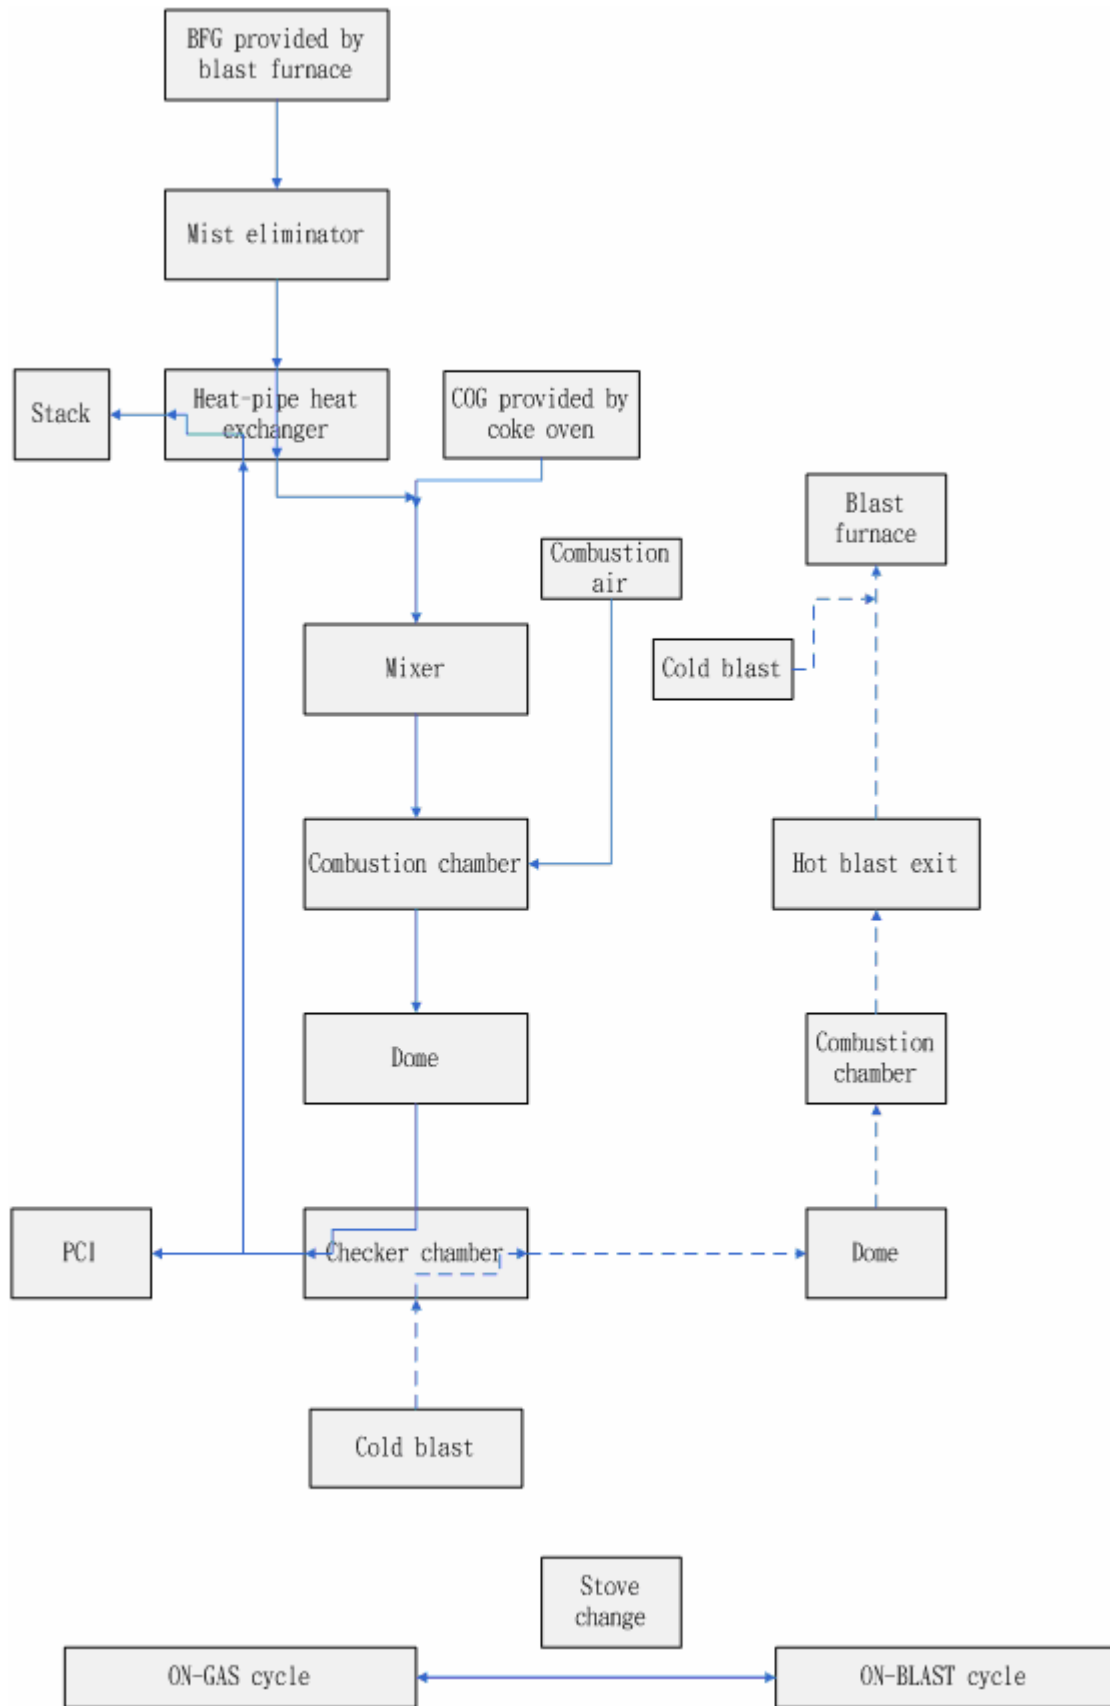 BFG provided by
blast furnace
Mist eliminator
Stack
Heat-pipe heat
exchanger
COG provided by
coke oven
Blast
furnace
Combustion
air
Mixer
Cold blast
Combustion chamber
Hot blast exit
Dome
Combustion
chamber
PCI
Checker chamber
Dome
Cold blast
Stove
change
ON-GAS cycle
ON-BLAST cycle